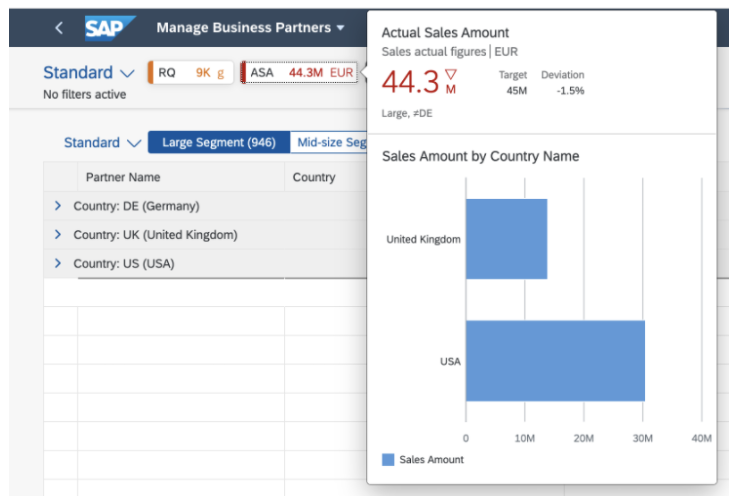 SAP Manage Business Partners
Standard
RQ 9K g
ASA 44.3M EUR
No filters active
Standard
Large Segment (946)
Mid-size Seg
Partner Name
Country
Country: DE (Germany)
Country: UK (United Kingdom)
Country: US (USA)
Actual Sales Amount
Sales actual figures | EUR
44.3 M
Target
45M
Deviation
-1.5%
Large, ≠DE
Sales Amount by Country Name
United Kingdom
USA
0 10M 20M 30M 40M
Sales Amount